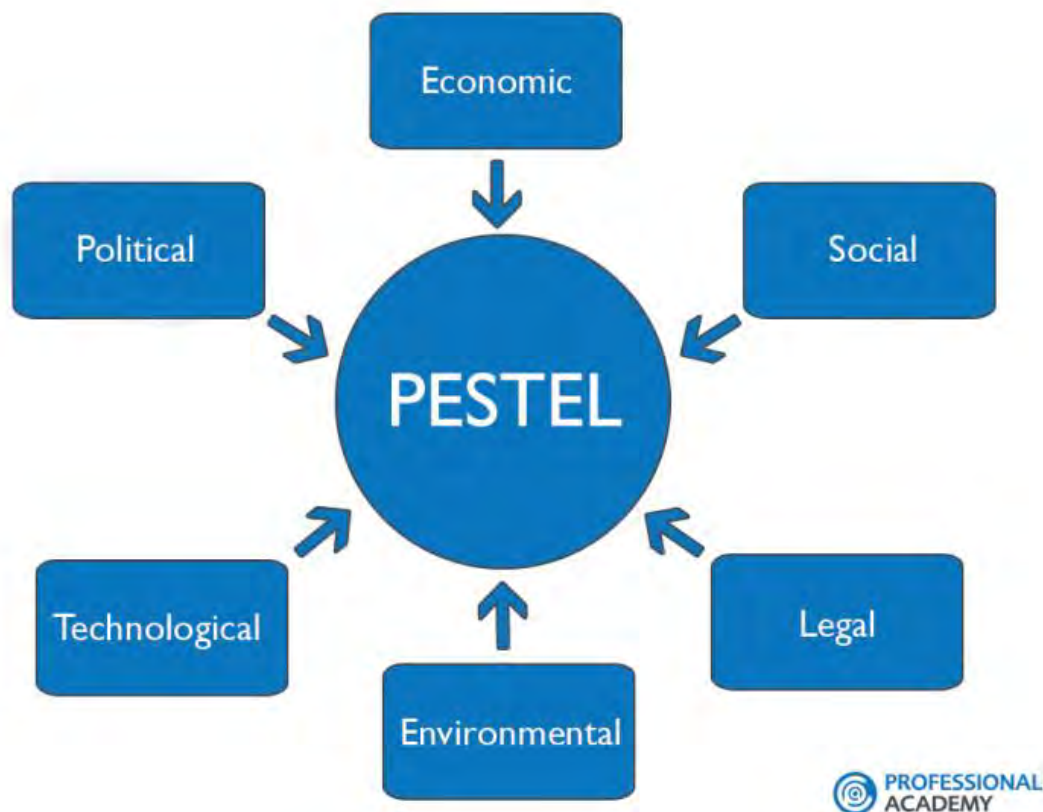 Economic
Political
Social
PESTEL
Technological
Legal
Environmental
PROFESSIONAL
ACADEMY